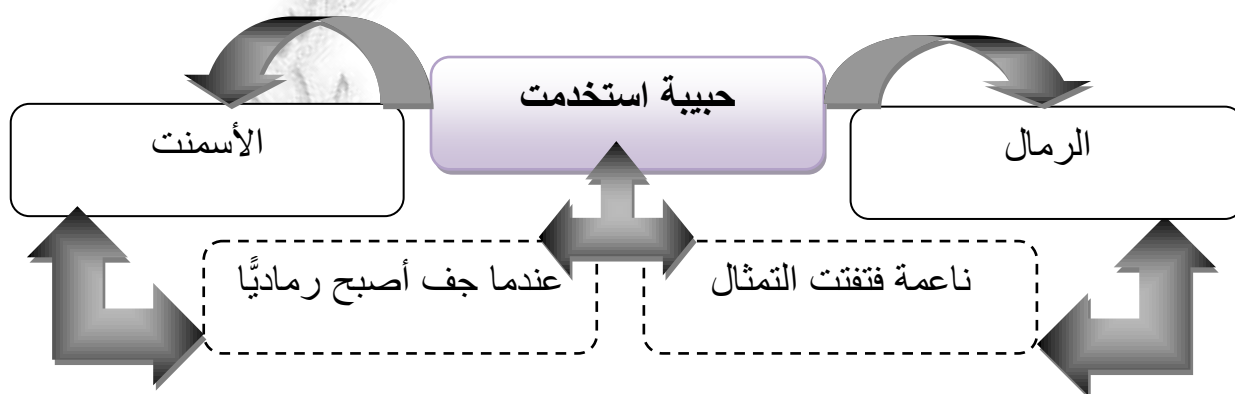 حبيبة استخدمت
الرمال
الأسمنت
ناعمة فتفتت التمثال
عندما جف أصبح رماديًّا